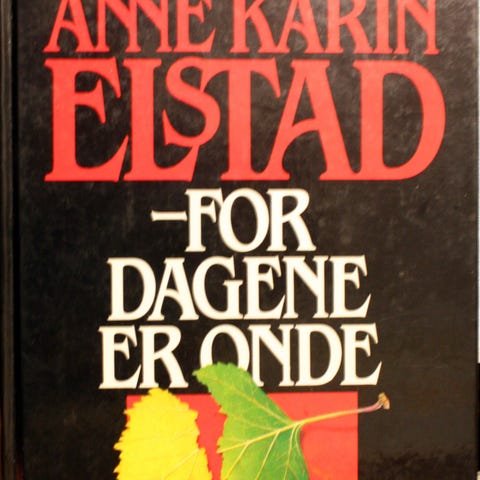 ANNE KARIN
ELSTAD
–FOR
DAGENE
ER ONDE